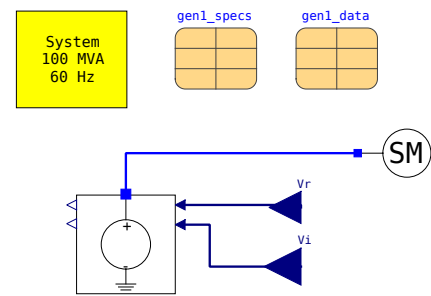 gen1_specs
gen1_data
System
100 MVA
60 Hz
SM
Vr
+
-
Vi